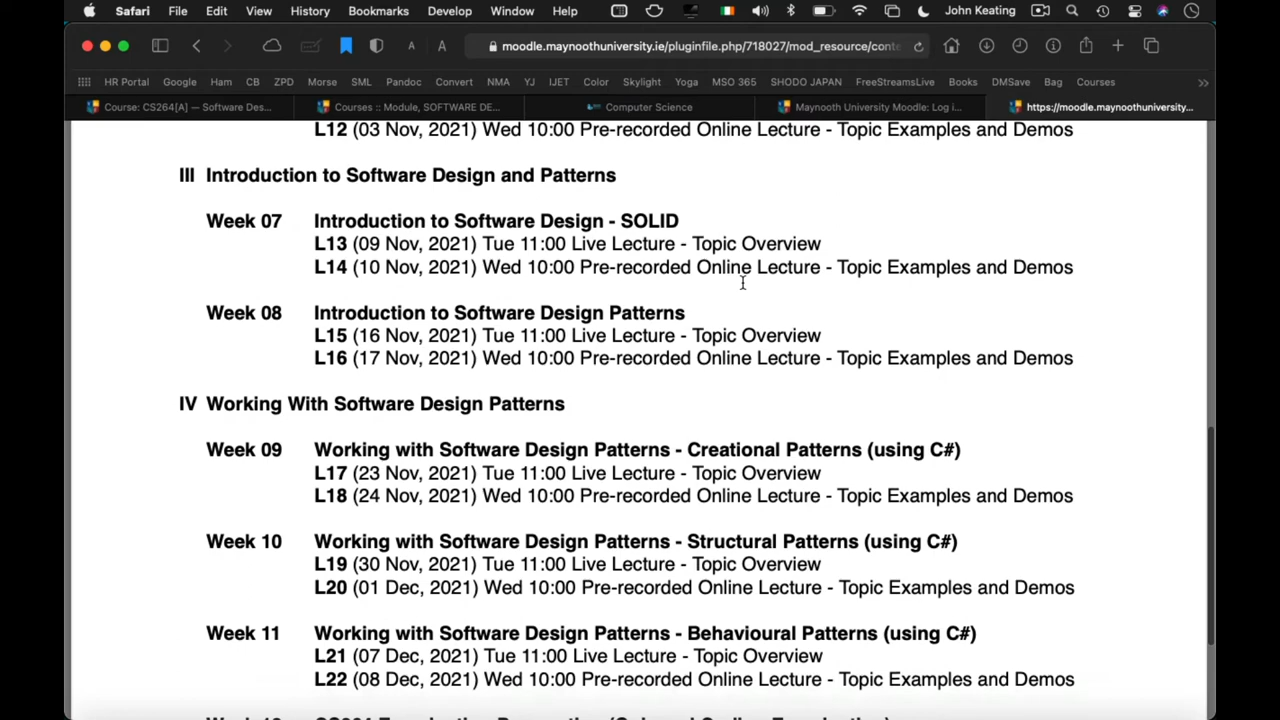 Safari File Edit View History Bookmarks Develop Window Help John Keating
moodle.maynoothuniversity.ie/pluginfile.php/718027/mod_resource/conte
HR Portal Google Ham CB ZPD Morse SML Pandoc Convert NMA YJ IJET Color Skylight Yoga MSO 365 SHODO JAPAN FreeStreamsLive Books DMSave Bag Courses
Course: CS264[A] — Software Des... Courses :: Module, SOFTWARE DE... Computer Science Maynooth University Moodle: Log i... https://moodle.maynoothuniversity...
L12 (03 Nov, 2021) Wed 10:00 Pre-recorded Online Lecture - Topic Examples and Demos
III Introduction to Software Design and Patterns
Week 07 Introduction to Software Design - SOLID
L13 (09 Nov, 2021) Tue 11:00 Live Lecture - Topic Overview
L14 (10 Nov, 2021) Wed 10:00 Pre-recorded Online Lecture - Topic Examples and Demos
Week 08 Introduction to Software Design Patterns
L15 (16 Nov, 2021) Tue 11:00 Live Lecture - Topic Overview
L16 (17 Nov, 2021) Wed 10:00 Pre-recorded Online Lecture - Topic Examples and Demos
IV Working With Software Design Patterns
Week 09 Working with Software Design Patterns - Creational Patterns (using C#)
L17 (23 Nov, 2021) Tue 11:00 Live Lecture - Topic Overview
L18 (24 Nov, 2021) Wed 10:00 Pre-recorded Online Lecture - Topic Examples and Demos
Week 10 Working with Software Design Patterns - Structural Patterns (using C#)
L19 (30 Nov, 2021) Tue 11:00 Live Lecture - Topic Overview
L20 (01 Dec, 2021) Wed 10:00 Pre-recorded Online Lecture - Topic Examples and Demos
Week 11 Working with Software Design Patterns - Behavioural Patterns (using C#)
L21 (07 Dec, 2021) Tue 11:00 Live Lecture - Topic Overview
L22 (08 Dec, 2021) Wed 10:00 Pre-recorded Online Lecture - Topic Examples and Demos